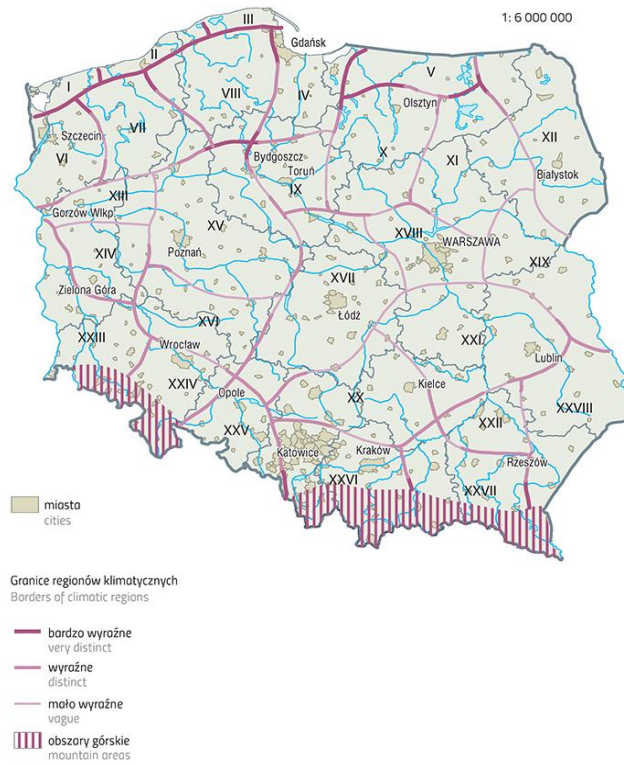 1: 6 000 000
III
Gdańsk
II
I
V
VIII
IV
Olsztyn
Szczecin
VII
XII
VI
Bydgoszcz
X
XI
Toruń
Białystok
IX
XIII
Gorzów Wlkp.
XV
XVIII
WARSZAWA
XIV
Poznań
XIX
XVII
Zielona Góra
Łódź
XVI
XXIII
XXI
Wrocław
Lublin
XXIV
Kielce
Opole
XX
XXVIII
XXV
XXII
Katowice
Kraków
Rzeszów
XXVI
XXVII
miasta
cities
Granice regionów klimatycznych
Borders of climatic regions
bardzo wyraźne
very distinct
wyraźne
distinct
mało wyraźne
vague
obszary górskie
mountain areas